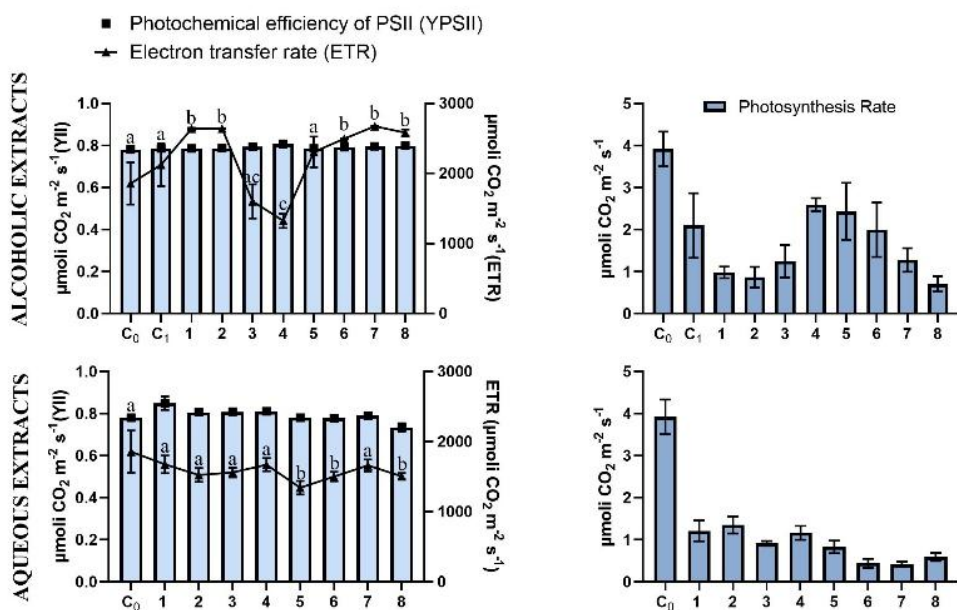 Photochemical efficiency of PSII (YPSII)
Electron transfer rate (ETR)
ALCOHOLIC EXTRACTS
µmoli CO₂ m⁻² s⁻¹(YII)
1.0
0.8
0.6
0.4
0.2
0.0
a a b b ac c a b b b
3000
2000
1000
0
µmoli CO₂ m⁻² s⁻¹(ETR)
C₀ C₁ 1 2 3 4 5 6 7 8
Photosynthesis Rate
µmoli CO₂ m⁻² s⁻¹
5
4
3
2
1
0
C₀ C₁ 1 2 3 4 5 6 7 8
AQUEOUS EXTRACTS
µmoli CO₂ m⁻² s⁻¹(YII)
1.0
0.8
0.6
0.4
0.2
0.0
a a a a a b b a b
3000
2000
1000
0
ETR (µmoli CO₂ m⁻² s⁻¹)
C₀ 1 2 3 4 5 6 7 8
µmoli CO₂ m⁻² s⁻¹
5
4
3
2
1
0
C₀ 1 2 3 4 5 6 7 8